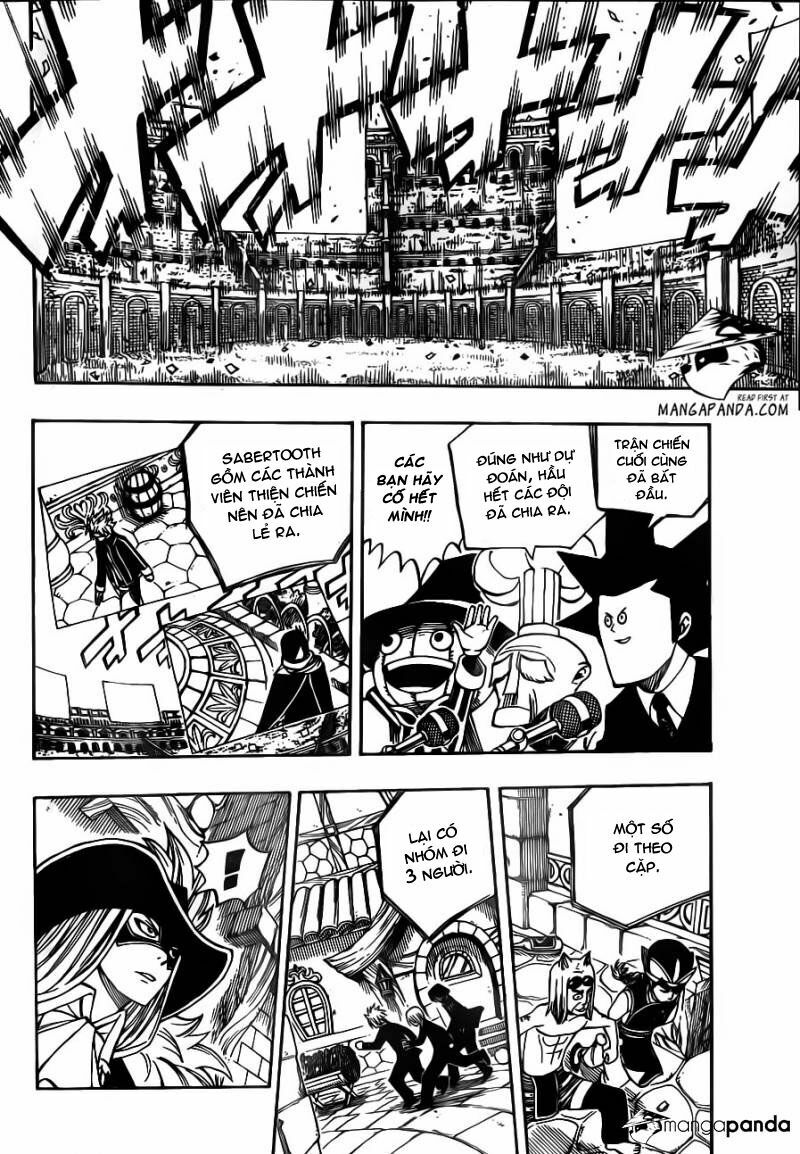 READ FIRST AT
MANGAPANDA.COM
TRẬN CHIẾN
CUỐI CÙNG
ĐÃ BẮT
ĐẦU.
ĐÚNG NHƯ DỰ
ĐOÁN, HẦU
HẾT CÁC ĐỘI
ĐÃ CHIA RA.
CÁC
BẠN HÃY
CỐ HẾT
MÌNH!!
SABERTOOTH
GỒM CÁC THÀNH
VIÊN THIỆN CHIẾN
NÊN ĐÃ CHIA
LẺ RA.
MỘT SỐ
ĐI THEO
CẶP.
LẠI CÓ
NHÓM ĐI
3 NGƯỜI.
!!
mangapanda